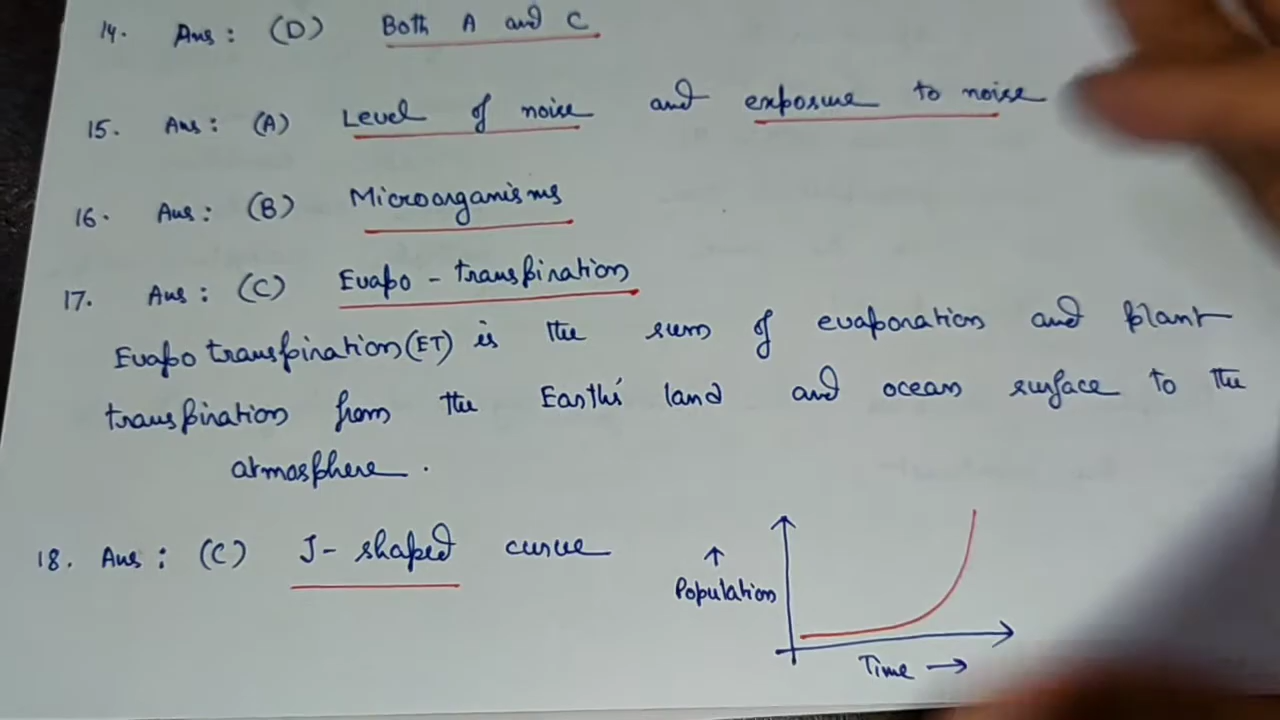 14. Ans : (D) Both A and C
15. Ans : (A) Level of noise and exposure to noise
16. Ans : (B) Microorganisms
17. Ans : (C) Evapo - transpiration
Evapo transpiration (ET) is the sum of evaporation and plant
transpiration from the Earth's land and ocean surface to the
atmosphere .
18. Ans : (C) J - shaped curve
↑
Population
Time →